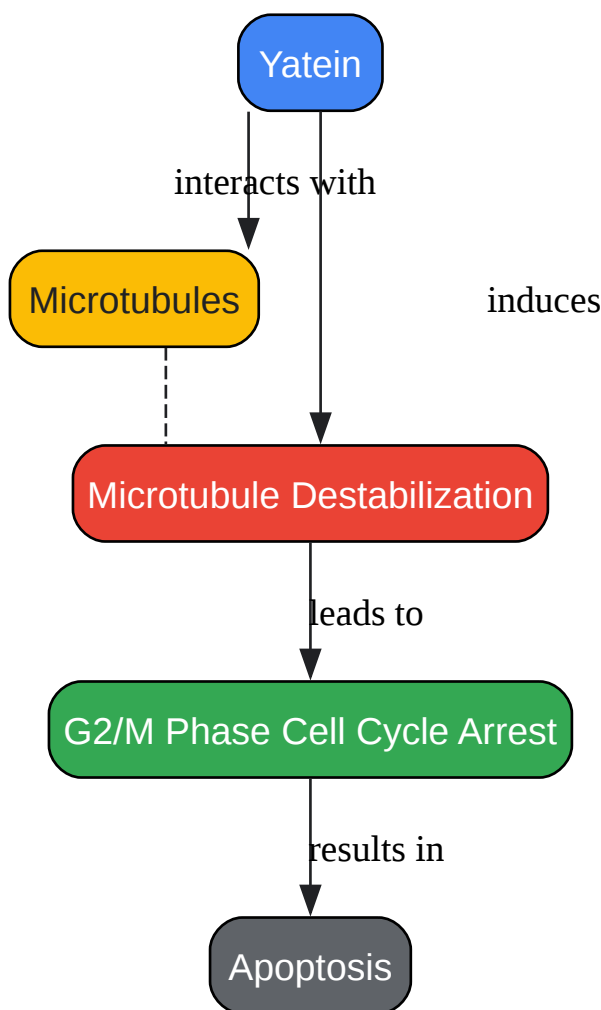 Yatein
interacts with
Microtubules
induces
Microtubule Destabilization
leads to
G2/M Phase Cell Cycle Arrest
results in
Apoptosis